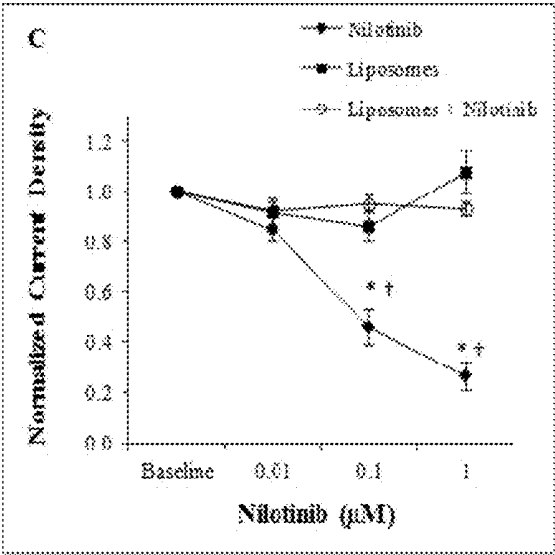 C
Nilotinib
Liposomes
Liposomes + Nilotinib
Normalized Current Density
1.2
1.0
0.8
0.6
0.4
0.2
0.0
* †
* †
Baseline 0.01 0.1 1
Nilotinib (μM)